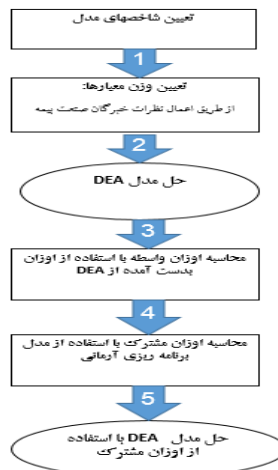 تعیین شاخصهای مدل
1
تعیین وزن معیارها:
از طریق اعمال نظرات خبرگان صنعت بیمه
2
حل مدل DEA
3
محاسبه اوزان واسطه با استفاده از اوزان
بدست آمده از DEA
4
محاسبه اوزان مشترک با استفاده از مدل
برنامه ریزی آرمانی
5
حل مدل DEA با استفاده
از اوزان مشترک